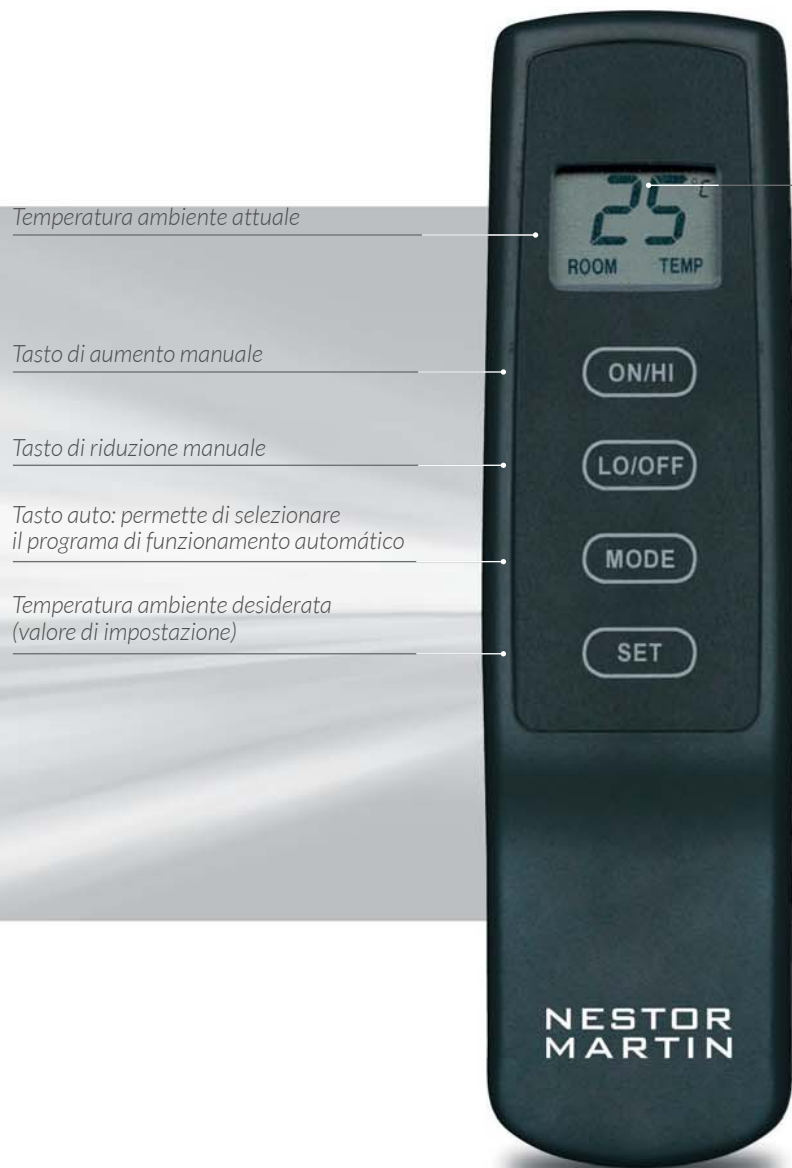 25 °C
ROOM TEMP
Temperatura ambiente attuale
ON/HI
Tasto di aumento manuale
LO/OFF
Tasto di riduzione manuale
Tasto auto: permette di selezionare
il programa di funzionamento automático
MODE
Temperatura ambiente desiderata
(valore di impostazione)
SET
NESTOR
MARTIN